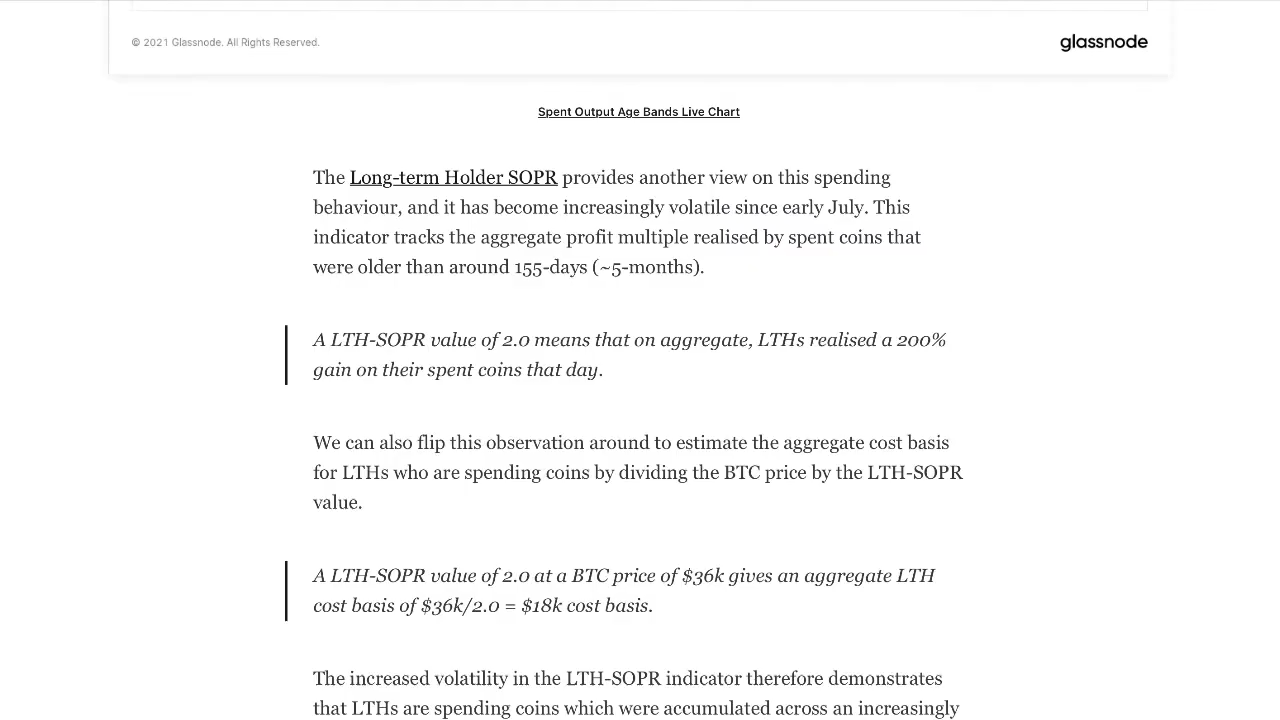 © 2021 Glassnode. All Rights Reserved.
glassnode
Spent Output Age Bands Live Chart
The Long-term Holder SOPR provides another view on this spending
behaviour, and it has become increasingly volatile since early July. This
indicator tracks the aggregate profit multiple realised by spent coins that
were older than around 155-days (~5-months).
A LTH-SOPR value of 2.0 means that on aggregate, LTHs realised a 200%
gain on their spent coins that day.
We can also flip this observation around to estimate the aggregate cost basis
for LTHs who are spending coins by dividing the BTC price by the LTH-SOPR
value.
A LTH-SOPR value of 2.0 at a BTC price of $36k gives an aggregate LTH
cost basis of $36k/2.0 = $18k cost basis.
The increased volatility in the LTH-SOPR indicator therefore demonstrates
that LTHs are spending coins which were accumulated across an increasingly